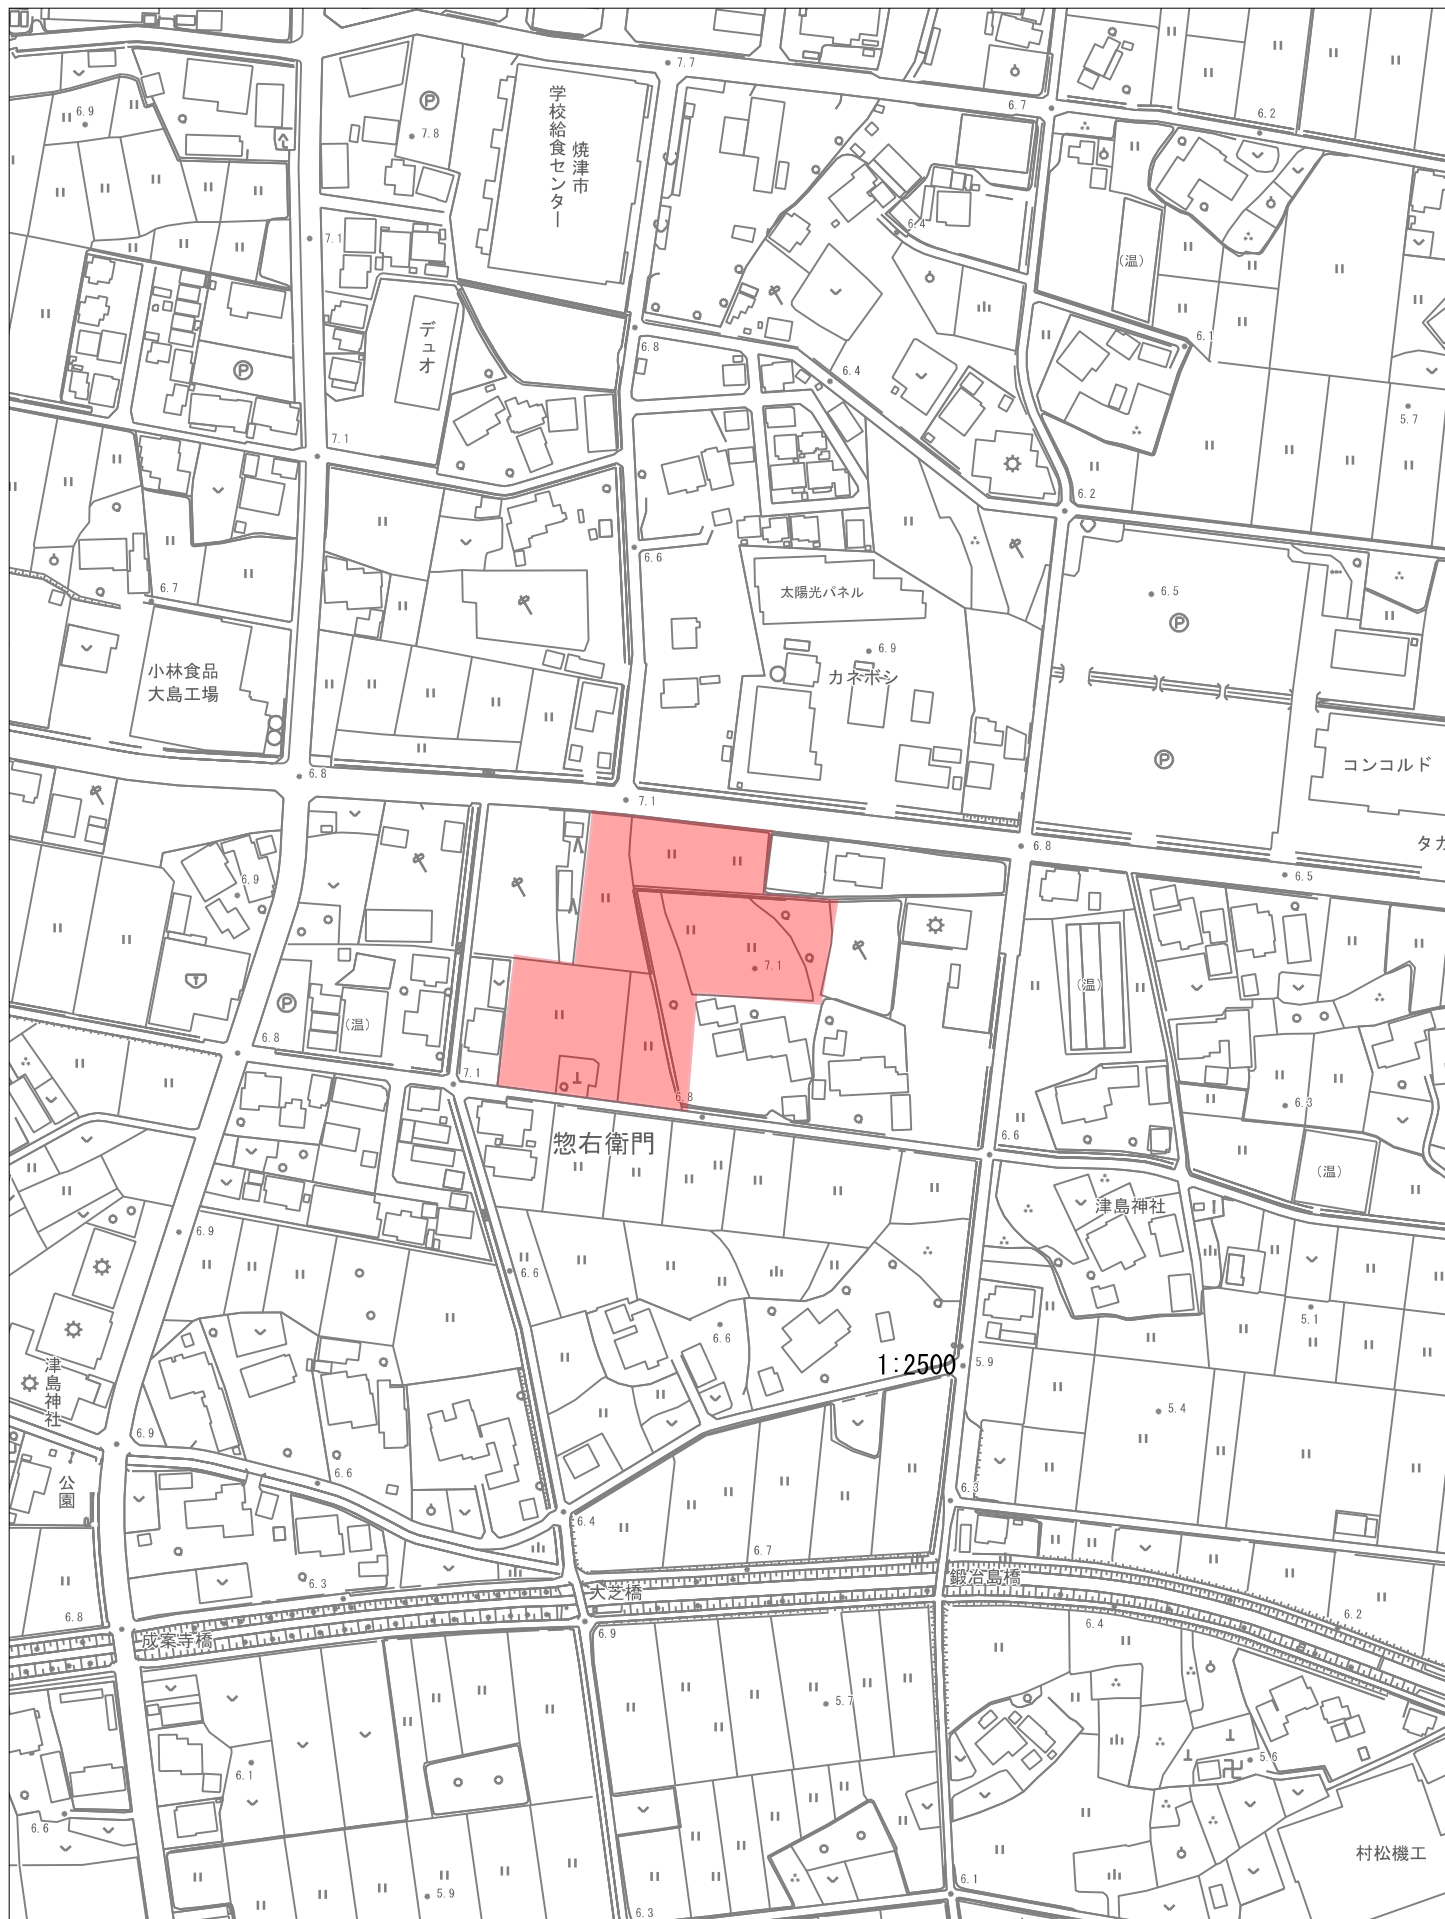 7.7
6.7
6.2
6.9
P
7.8
学校給食センター
焼津市
6.4
7.1
(温)
デュオ
6.8
6.1
P
6.4
5.7
7.1
6.2
6.6
6.7
太陽光パネル
6.5
P
6.9
小林食品
大島工場
カネボシ
P
コンコルド
6.8
7.1
6.8
タカ
6.5
6.9
7.1
P
(温)
(温)
6.8
7.1
6.8
6.3
惣右衛門
6.6
(温)
津島神社
6.9
6.6
6.6
5.1
1:2500
5.9
津島神社
5.4
6.9
6.6
公園
6.3
6.4
6.7
6.3
大芝橋
鍛治島橋
6.8
6.2
成案寺橋
6.9
6.4
5.7
6.1
5.6
6.6
村松機工
5.9
6.1
6.3